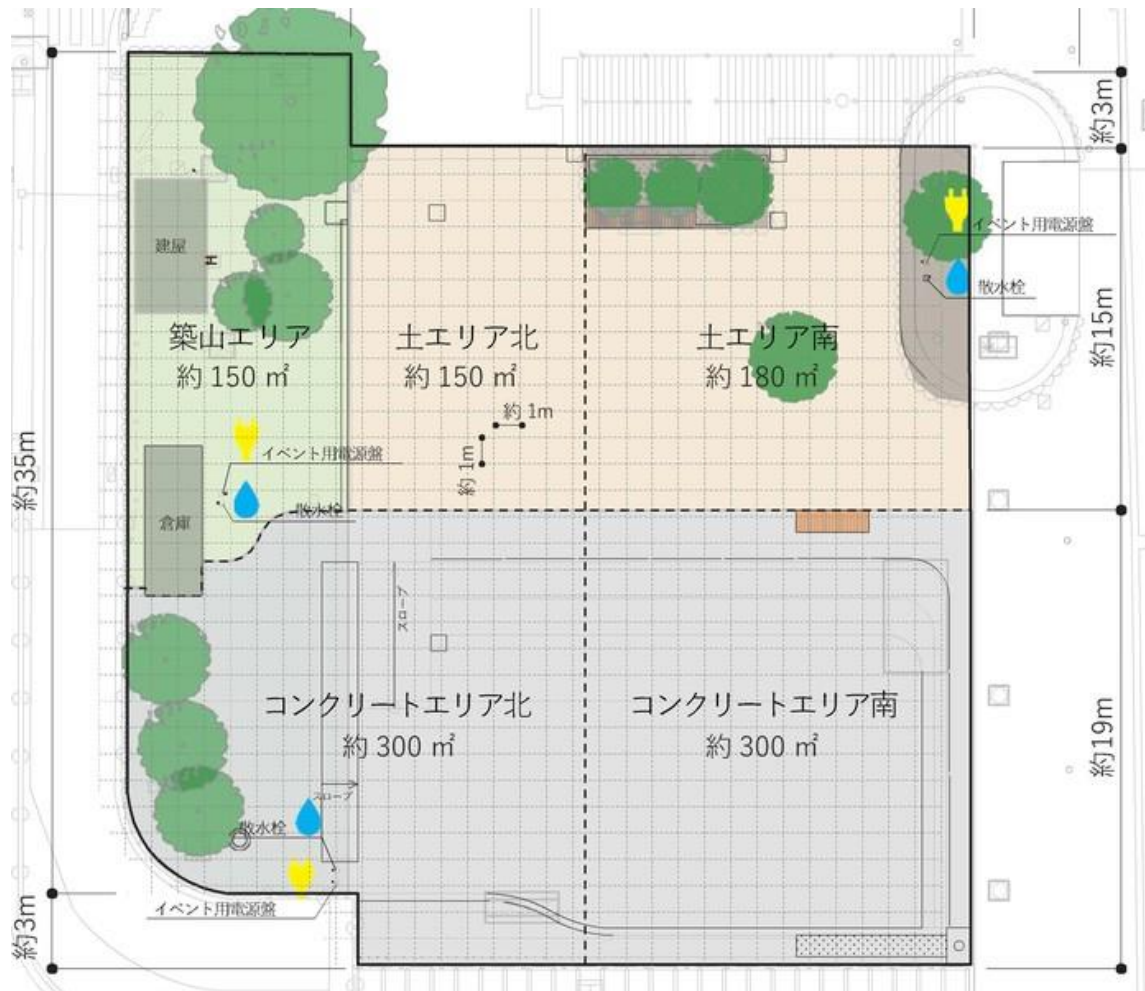 約3m
イベント用電源盤
散水栓
建屋
築山エリア
約 150 ㎡
土エリア北
約 150 ㎡
土エリア南
約 180 ㎡
約15m
約 1m
約 1m
約35m
イベント用電源盤
散水栓
倉庫
スロープ
コンクリートエリア北
約 300 ㎡
コンクリートエリア南
約 300 ㎡
約19m
スロープ
散水栓
イベント用電源盤
約3m